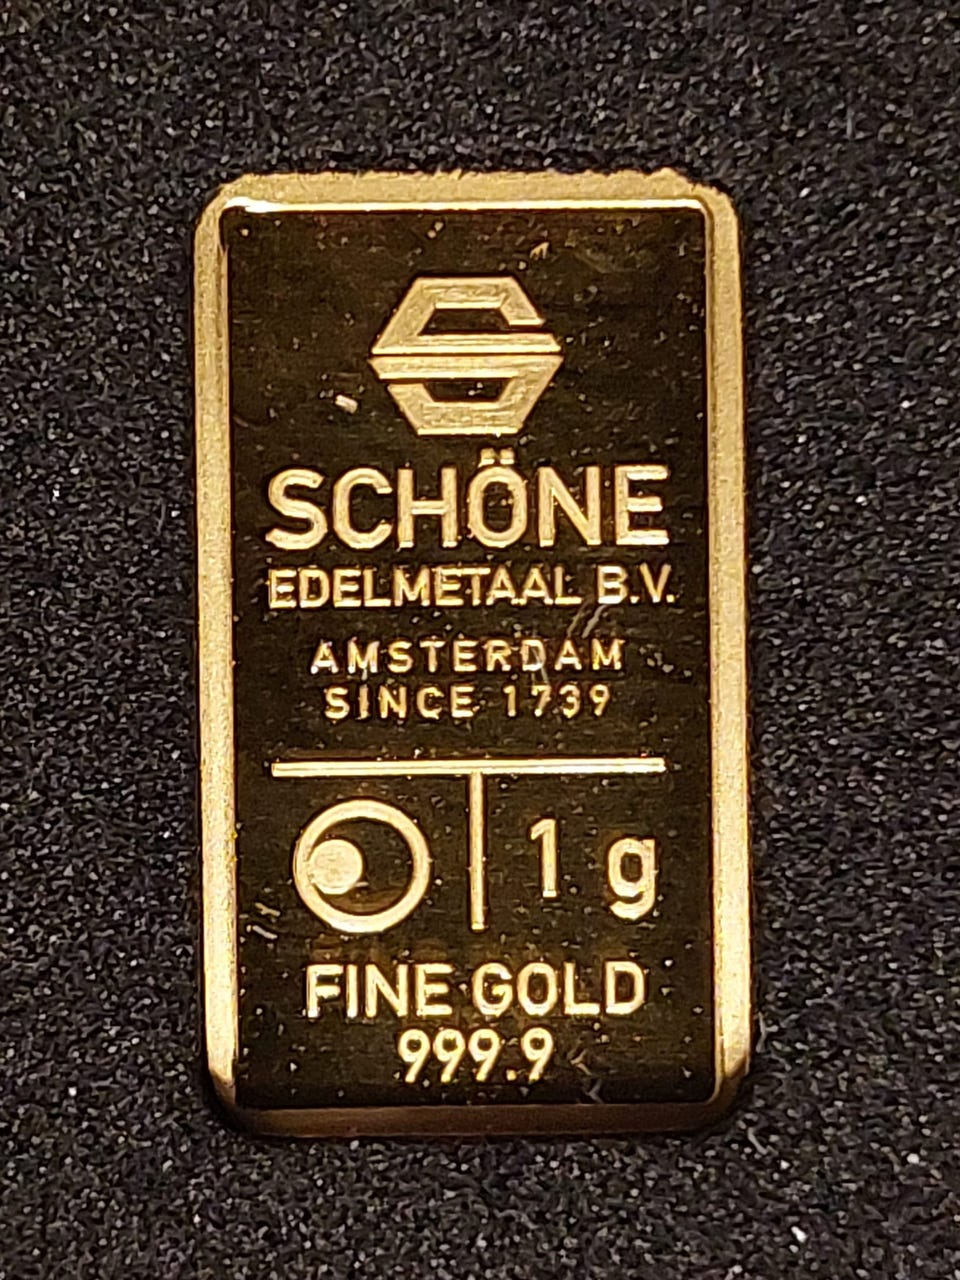 SCHÖNE
EDELMETAAL B.V.
AMSTERDAM
SINCE 1739
1 g
FINE GOLD
999.9